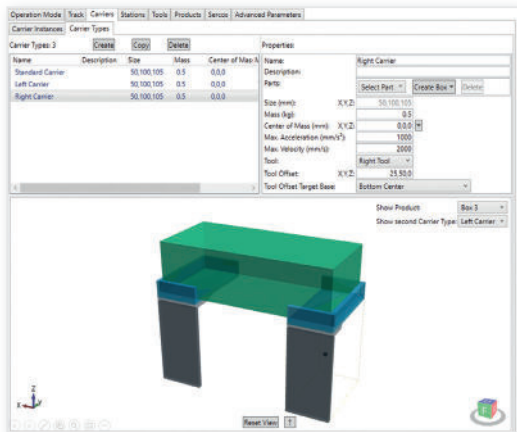 Operation Mode Track Carriers Stations Tools Products Sercos Advanced Parameters
Carrier Instances Carrier Types
Carrier Types: 3 Create Copy Delete
Name Description Size Mass Center of Mas M
Standard Carrier 50,100,105 0.5 0,0,0
Left Carrier 50,100,105 0.5 0,0,0
Right Carrier 50,100,105 0.5 0,0,0
Properties:
Name: Right Carrier
Description:
Parts: Select Part Create Box Delete
Size (mm): X,Y,Z: 50,100,105
Mass (kg): 0.5
Center of Mass (mm): X,Y,Z: 0,0,0
Max. Acceleration (mm/s²): 1000
Max. Velocity (mm/s): 2000
Tool: Right Tool
Tool Offset: X,Y,Z: 25,50,0
Tool Offset Target Base: Bottom Center
Show Product: Box 3
Show second Carrier Type: Left Carrier
Z
X Y
Reset View